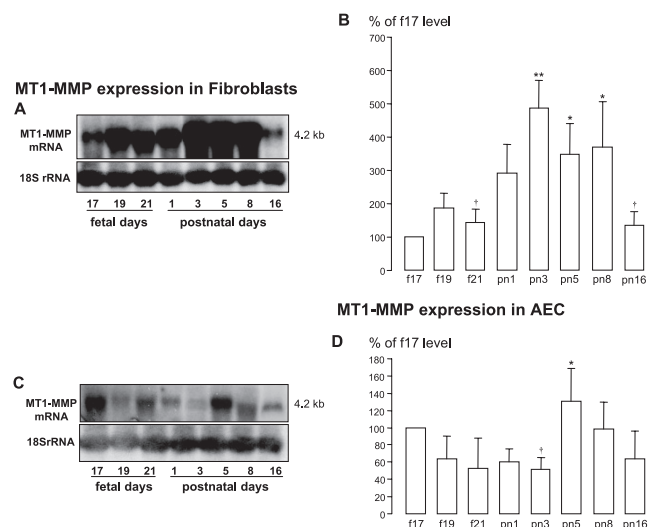 MT1-MMP expression in Fibroblasts
A
MT1-MMP
mRNA
4.2 kb
18S rRNA
17 19 21 1 3 5 8 16
fetal days postnatal days
B
% of f17 level
700
600
500
400
300
200
100
0
** * * † †
f17 f19 f21 pn1 pn3 pn5 pn8 pn16
MT1-MMP expression in AEC
C
MT1-MMP
mRNA
4.2 kb
18SrRNA
17 19 21 1 3 5 8 16
fetal days postnatal days
D
% of f17 level
180
160
140
120
100
80
60
40
20
0
* †
f17 f19 f21 pn1 pn3 pn5 pn8 pn16